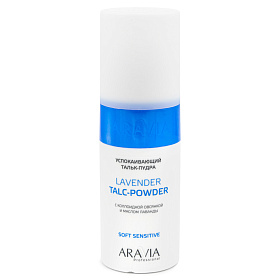 УСПОКАИВАЮЩИЙ
ТАЛЬК-ПУДРА
LAVENDER
TALC-POWDER
С КОЛЛОИДНОЙ ОВСЯНКОЙ
И МАСЛОМ ЛАВАНДЫ
SOFT SENSITIVE
ARAVIA
Professional